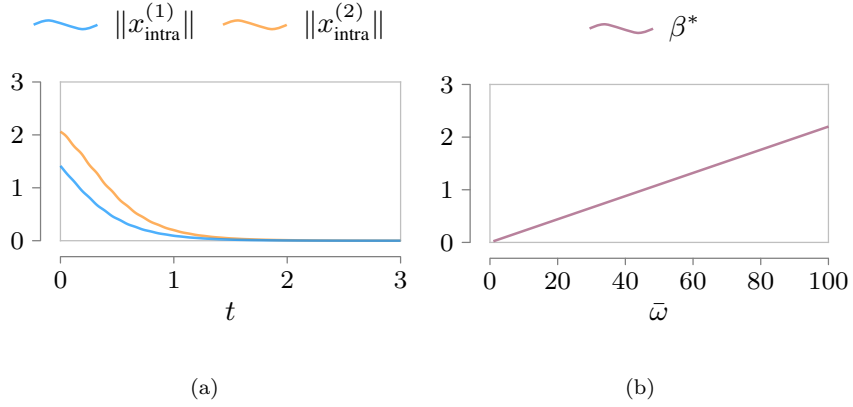 ‖x_intra^(1)‖ ‖x_intra^(2)‖
3
2
1
0
0 1 2 3
t
(a)
β*
3
2
1
0
0 20 40 60 80 100
ω̄
(b)